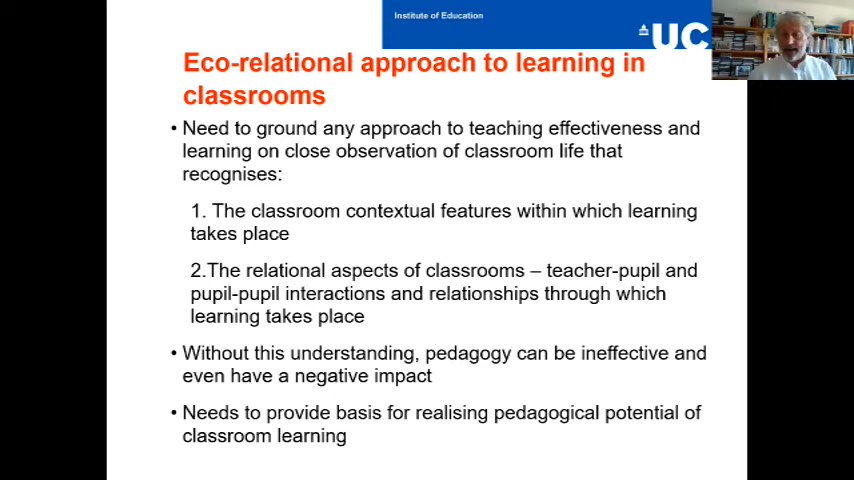 Institute of Education
UC
Eco-relational approach to learning in
classrooms
• Need to ground any approach to teaching effectiveness and
learning on close observation of classroom life that
recognises:
1. The classroom contextual features within which learning
takes place
2.The relational aspects of classrooms – teacher-pupil and
pupil-pupil interactions and relationships through which
learning takes place
• Without this understanding, pedagogy can be ineffective and
even have a negative impact
• Needs to provide basis for realising pedagogical potential of
classroom learning